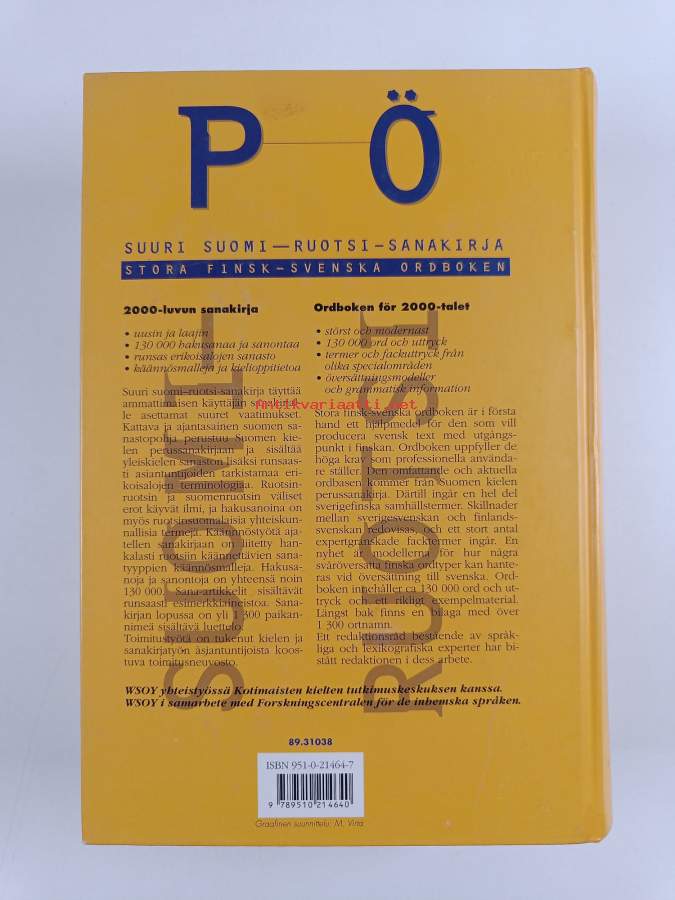 P Ö
SUURI SUOMI—RUOTSI–SANAKIRJA
STORA FINSK–SVENSKA ORDBOKEN
2000-luvun sanakirja
• uusin ja laajin
• 130 000 hakusanaa ja sanontaa
• runsas erikoisalojen sanasto
• käännösmalleja ja kielioppitietoa
Suuri suomi–ruotsi-sanakirja täyttää
ammattimaisen käyttäjän sanakirjal-
le asettamat suuret vaatimukset.
Kattava ja ajantasainen suomen sa-
nastopohja perustuu Suomen kie-
len perussanakirjaan ja sisältää
yleiskielen sanaston lisäksi runsaas-
ti asiantuntijoiden tarkistamaa eri-
koisalojen terminologiaa. Ruotsin-
ruotsin ja suomenruotsin väliset
erot käyvät ilmi, ja hakusanoina on
myös ruotsinsuomalaisia yhteiskun-
nallisia termejä. Käännöstyötä aja-
tellen sanakirjaan on liitetty han-
kalasti ruotsiin käännettävien sana-
tyyppien käännösmalleja. Hakusa-
noja ja sanontoja on yhteensä noin
130 000. Sana-artikkelit sisältävät
runsaasti esimerkkiaineistoa. Sana-
kirjan lopussa on yli 1 300 paikan-
nimeä sisältävä luettelo.
Toimitustyötä on tukenut kielen ja
sanakirjatyön asiantuntijoista koos-
tuva toimitusneuvosto.
Ordboken för 2000-talet
• störst och modernast
• 130 000 ord och uttryck
• termer och fackuttryck från
olika specialområden
• översättningsmodeller
och grammatisk information
Stora finsk-svenska ordboken är i första
hand ett hjälpmedel för den som vill
producera svensk text med utgångs-
punkt i finskan. Ordboken uppfyller de
höga krav som professionella använda-
re ställer. Den omfattande och aktuella
ordbasen kommer från Suomen kielen
perussanakirja. Därtill ingår en hel del
sverigefinska samhällstermer. Skillnader
mellan sverigesvenskan och finlands-
svenskan redovisas, och ett stort antal
expertgranskade facktermer ingår. En
nyhet är modellerna för hur några
svåröversatta finska ordtyper kan hante-
ras vid översättning till svenska. Ord-
boken innehåller ca 130 000 ord och ut-
tryck och ett rikligt exempelmaterial.
Längst bak finns en bilaga med över
1 300 ortnamn.
Ett redaktionsråd bestående av språk-
liga och lexikografiska experter har bi-
stått redaktionen i dess arbete.
SUOMI–
RUOTSI
Antikvariaatti.net
WSOY yhteistyössä Kotimaisten kielten tutkimuskeskuksen kanssa.
WSOY i samarbete med Forskningscentralen för de inhemska språken.
89.31038
ISBN 951-0-21464-7
9 789510 214640
Graafinen suunnittelu: M. Virta